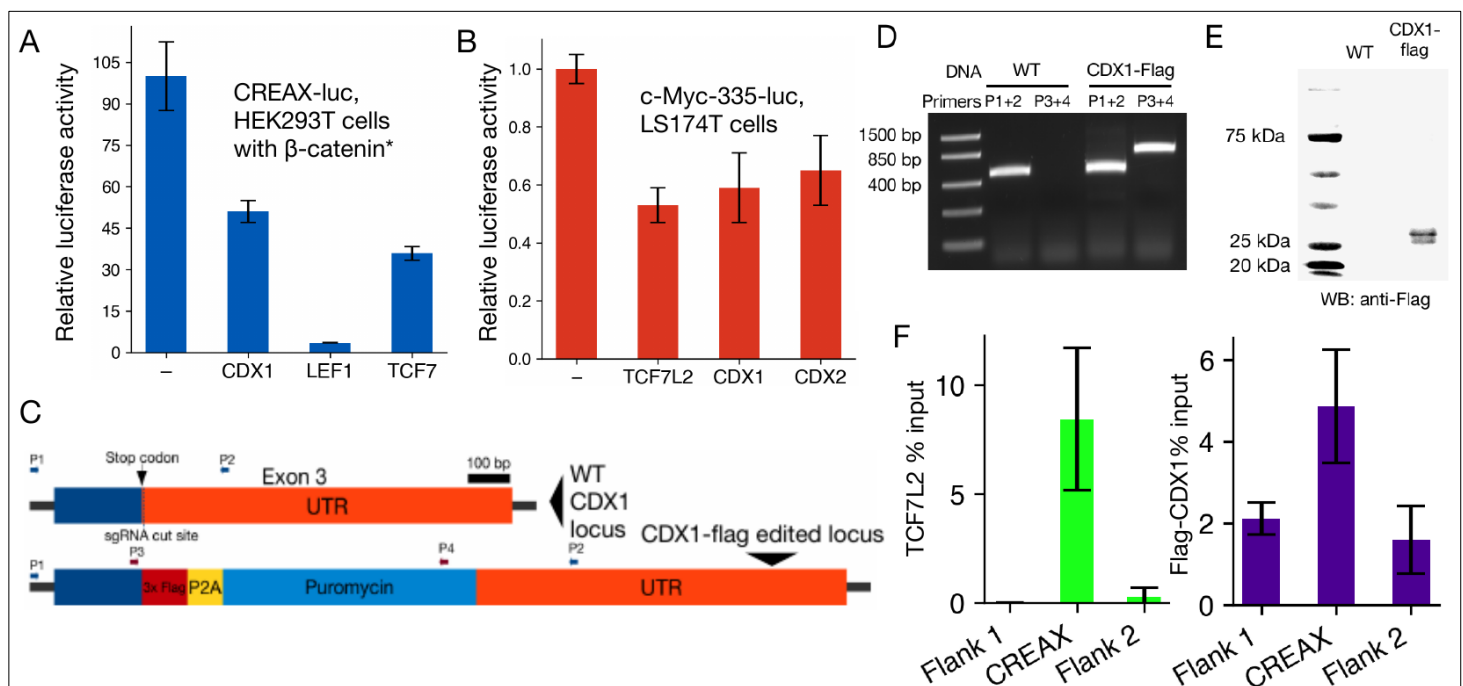 A
Relative luciferase activity
105
90
75
60
45
30
15
0
CREAX-luc,
HEK293T cells
with β-catenin*
–
CDX1
LEF1
TCF7
B
Relative luciferase activity
1.0
0.8
0.6
0.4
0.2
0.0
c-Myc-335-luc,
LS174T cells
–
TCF7L2
CDX1
CDX2
C
P1
Stop codon
P2
Exon 3
100 bp
UTR
WT
CDX1
locus
sgRNA cut site
CDX1-flag edited locus
P1
P3
P4
P2
3x Flag
P2A
Puromycin
UTR
D
DNA
WT
CDX1-Flag
Primers
P1+2
P3+4
P1+2
P3+4
1500 bp
850 bp
400 bp
E
WT
CDX1-
flag
75 kDa
25 kDa
20 kDa
WB: anti-Flag
F
TCF7L2 % input
10
5
0
Flank 1
CREAX
Flank 2
Flag-CDX1% input
6
4
2
0
Flank 1
CREAX
Flank 2